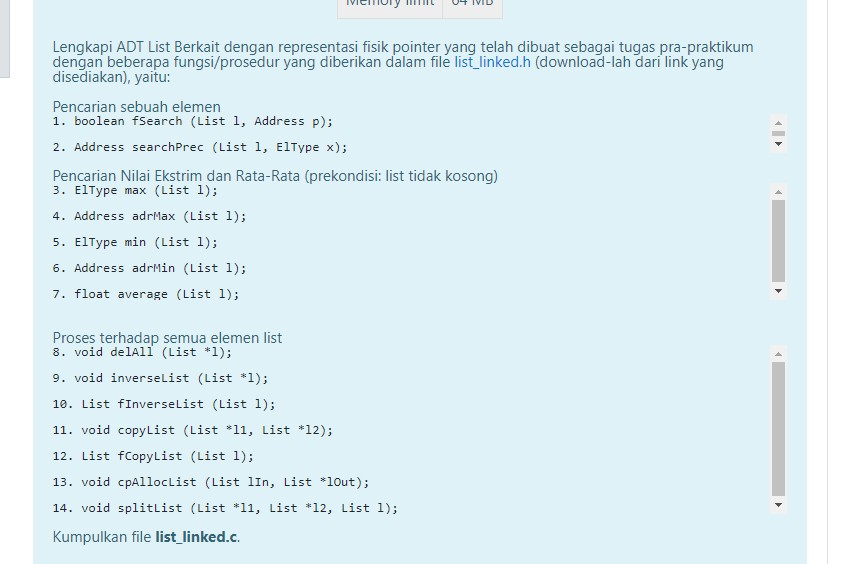 Memory limit 64 MB
Lengkapi ADT List Berkait dengan representasi fisik pointer yang telah dibuat sebagai tugas pra-praktikum
dengan beberapa fungsi/prosedur yang diberikan dalam file list_linked.h (download-lah dari link yang
disediakan), yaitu:
Pencarian sebuah elemen
1. boolean fSearch (List l, Address p);
2. Address searchPrec (List l, ElType x);
Pencarian Nilai Ekstrim dan Rata-Rata (prekondisi: list tidak kosong)
3. ElType max (List l);
4. Address adrMax (List l);
5. ElType min (List l);
6. Address adrMin (List l);
7. float average (List l);
Proses terhadap semua elemen list
8. void delAll (List *l);
9. void inverseList (List *l);
10. List fInverseList (List l);
11. void copyList (List *l1, List *l2);
12. List fCopyList (List l);
13. void cpAllocList (List lIn, List *lOut);
14. void splitList (List *l1, List *l2, List l);
Kumpulkan file list_linked.c.